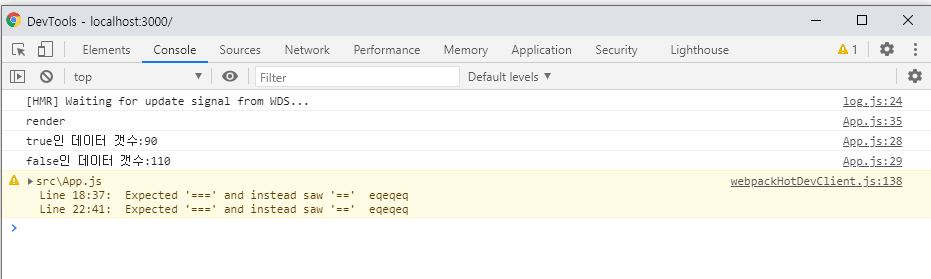 DevTools - localhost:3000/
Elements Console Sources Network Performance Memory Application Security Lighthouse 1
top Filter Default levels
[HMR] Waiting for update signal from WDS... log.js:24
render App.js:35
true인 데이터 갯수:90 App.js:28
false인 데이터 갯수:110 App.js:29
src\App.js webpackHotDevClient.js:138
Line 18:37: Expected '===' and instead saw '==' eqeqeq
Line 22:41: Expected '===' and instead saw '==' eqeqeq